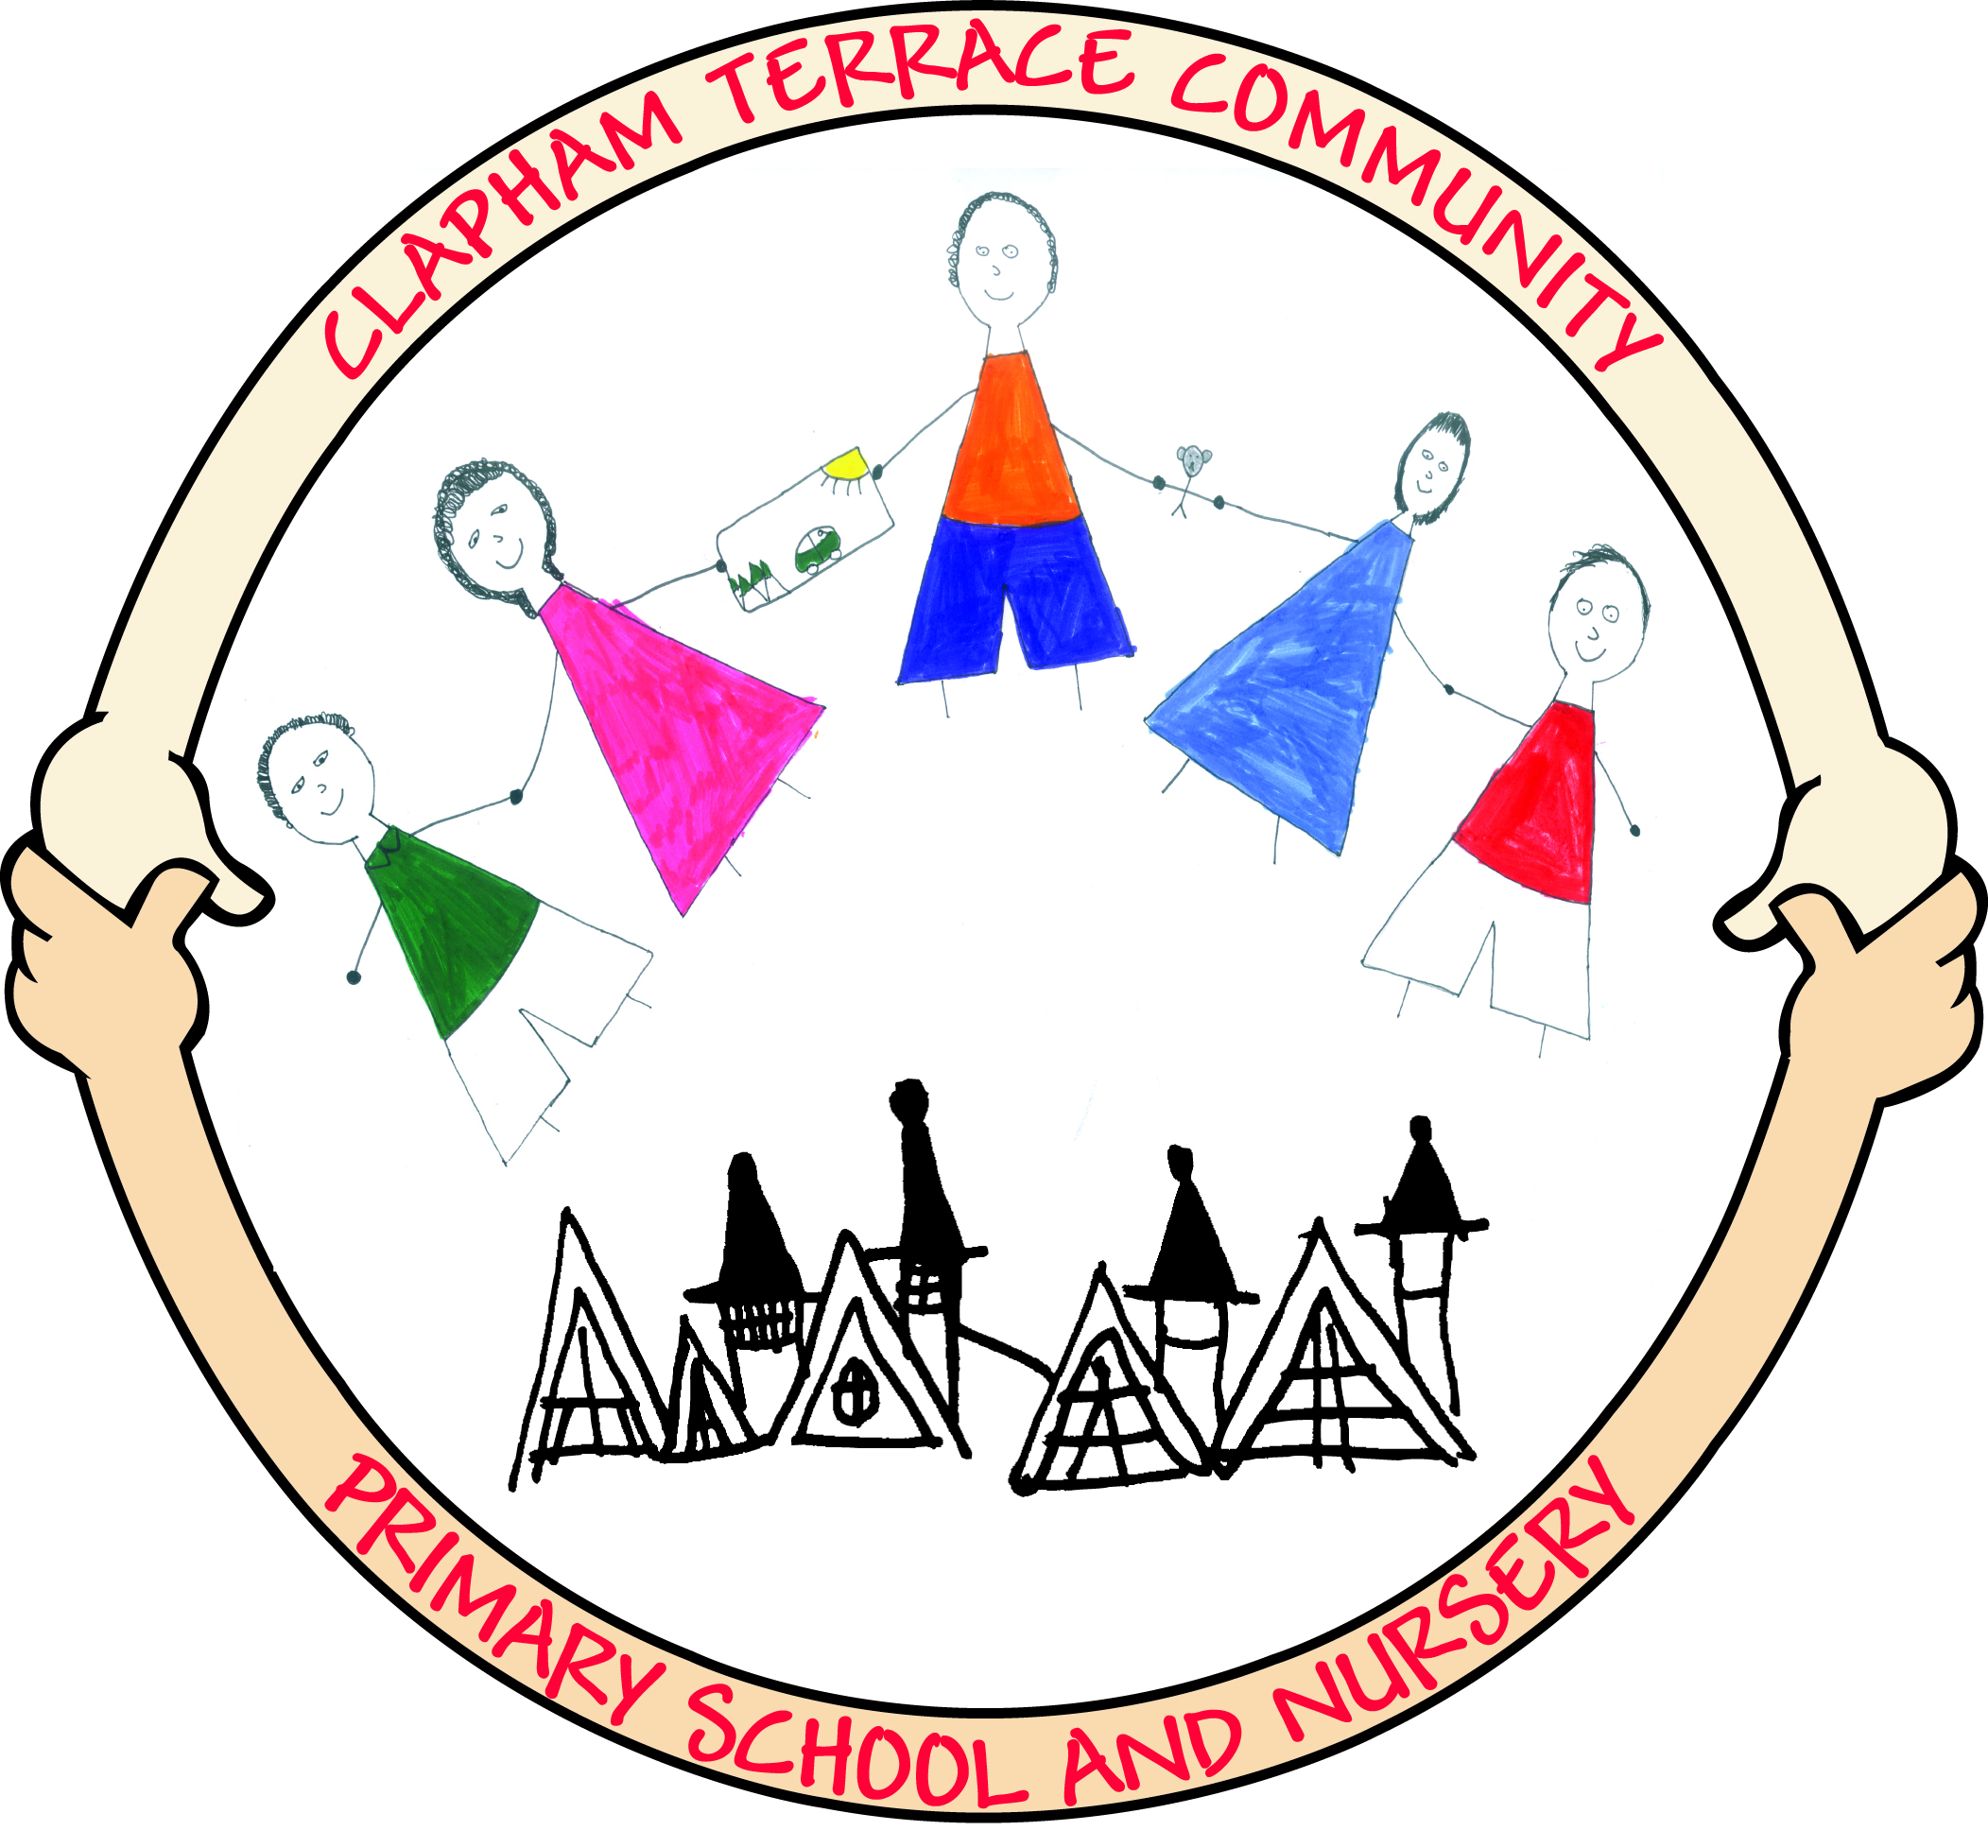 CLAPHAM TERRACE COMMUNITY
PRIMARY SCHOOL AND NURSERY